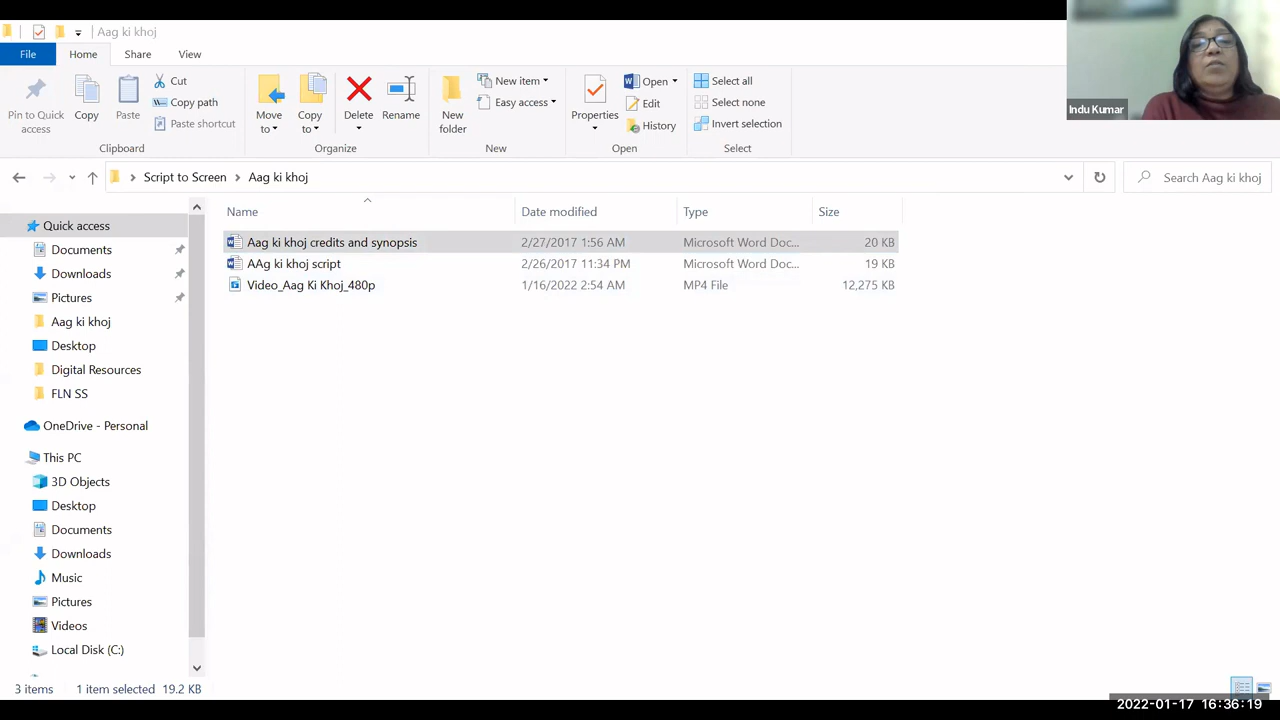 Aag ki khoj
File Home Share View
Pin to Quick access
Copy
Paste
Cut
Copy path
Paste shortcut
Clipboard
Move to
Copy to
Delete
Rename
Organize
New folder
New item
Easy access
New
Properties
Open
Edit
History
Open
Select all
Select none
Invert selection
Select
Indu Kumar
Script to Screen > Aag ki khoj
Search Aag ki khoj
Name Date modified Type Size
Aag ki khoj credits and synopsis 2/27/2017 1:56 AM Microsoft Word Doc... 20 KB
AAg ki khoj script 2/26/2017 11:34 PM Microsoft Word Doc... 19 KB
Video_Aag Ki Khoj_480p 1/16/2022 2:54 AM MP4 File 12,275 KB
Quick access
Documents
Downloads
Pictures
Aag ki khoj
Desktop
Digital Resources
FLN SS
OneDrive - Personal
This PC
3D Objects
Desktop
Documents
Downloads
Music
Pictures
Videos
Local Disk (C:)
3 items 1 item selected 19.2 KB
2022-01-17 16:36:19